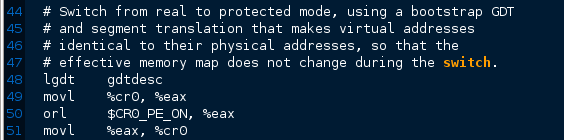 44 # Switch from real to protected mode, using a bootstrap GDT
45 # and segment translation that makes virtual addresses
46 # identical to their physical addresses, so that the
47 # effective memory map does not change during the switch.
48 lgdt gdtdesc
49 movl %cr0, %eax
50 orl $CR0_PE_ON, %eax
51 movl %eax, %cr0